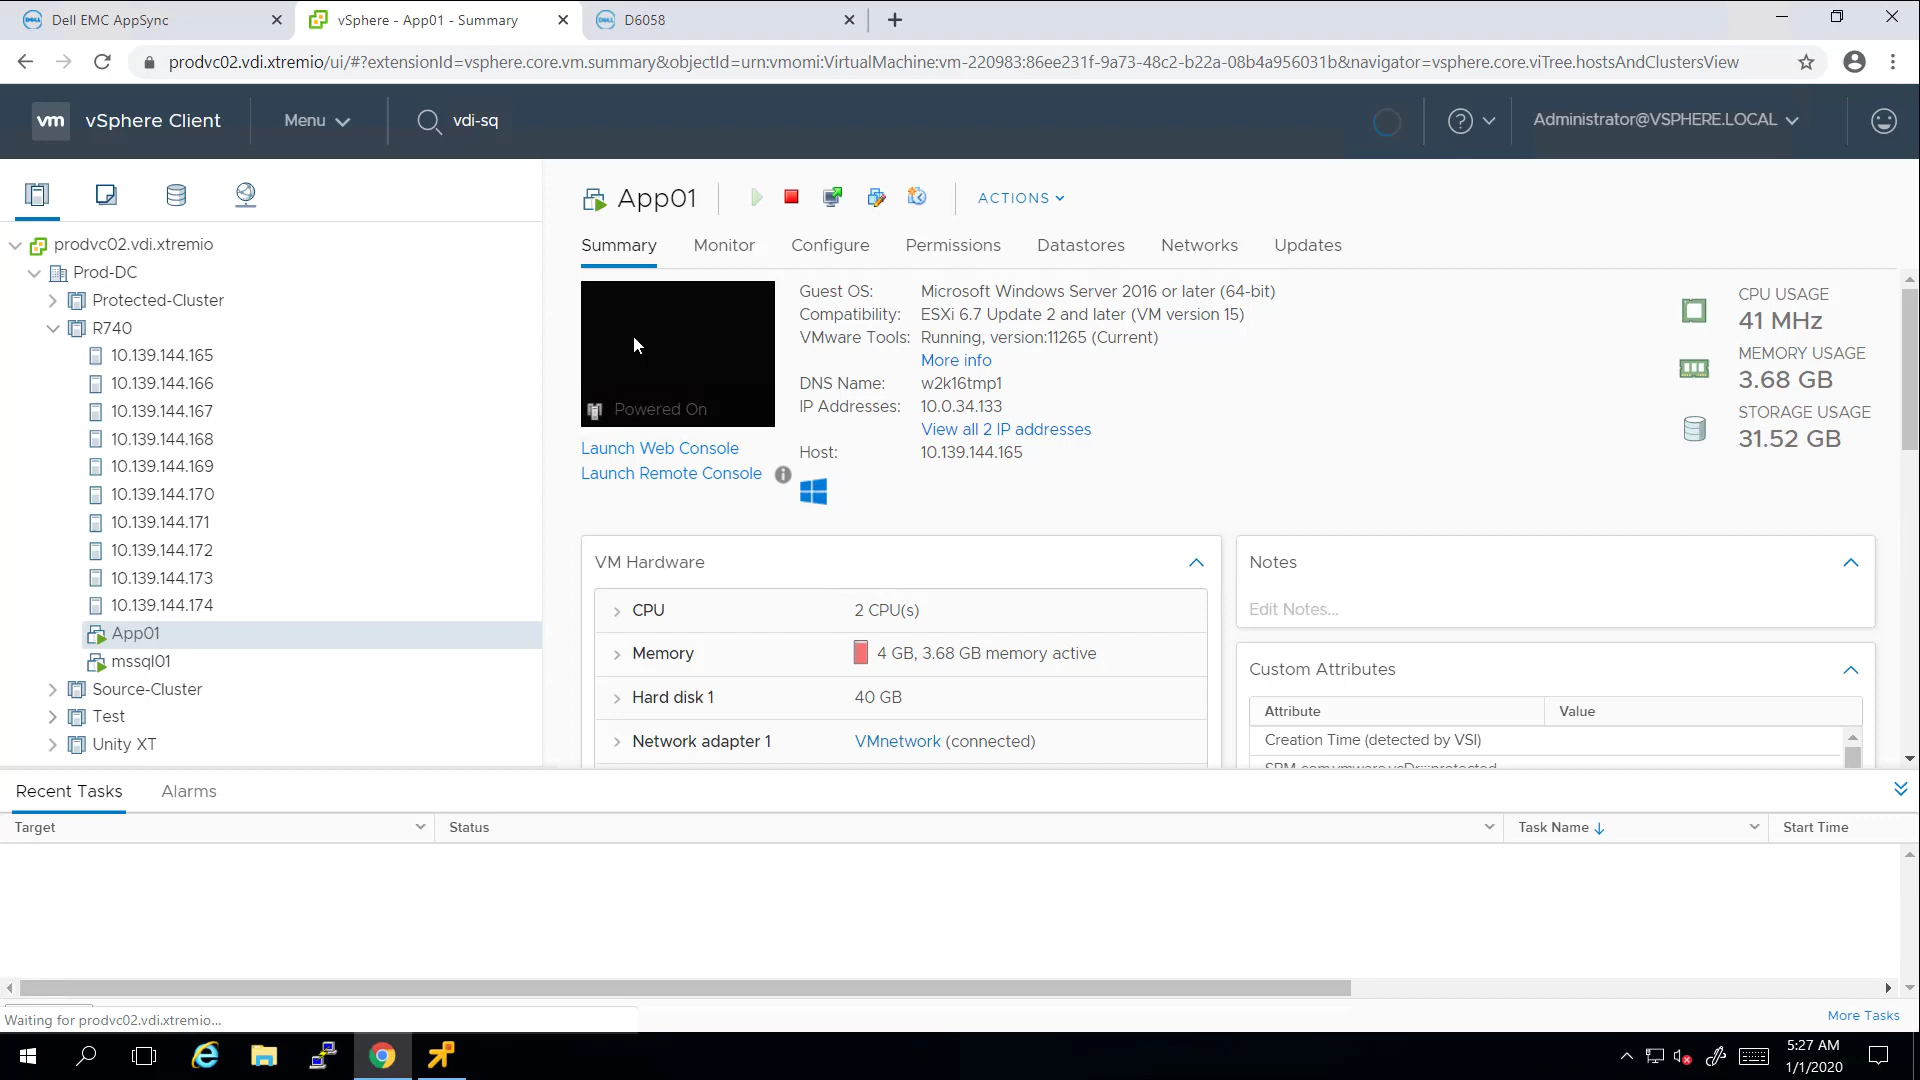 Dell EMC AppSync
vSphere - App01 - Summary
D6058
prodvc02.vdi.xtremio/ui/#?extensionId=vsphere.core.vm.summary&objectId=urn:vmomi:VirtualMachine:vm-220983:86ee231f-9a73-48c2-b22a-08b4a956031b&navigator=vsphere.core.viTree.hostsAndClustersView
vm vSphere Client
Menu
vdi-sq
Administrator@VSPHERE.LOCAL
prodvc02.vdi.xtremio
Prod-DC
Protected-Cluster
R740
10.139.144.165
10.139.144.166
10.139.144.167
10.139.144.168
10.139.144.169
10.139.144.170
10.139.144.171
10.139.144.172
10.139.144.173
10.139.144.174
App01
mssql01
Source-Cluster
Test
Unity XT
App01
ACTIONS
Summary Monitor Configure Permissions Datastores Networks Updates
Powered On
Launch Web Console
Launch Remote Console
Guest OS: Microsoft Windows Server 2016 or later (64-bit)
Compatibility: ESXi 6.7 Update 2 and later (VM version 15)
VMware Tools: Running, version:11265 (Current)
More info
DNS Name: w2k16tmp1
IP Addresses: 10.0.34.133
View all 2 IP addresses
Host: 10.139.144.165
CPU USAGE
41 MHz
MEMORY USAGE
3.68 GB
STORAGE USAGE
31.52 GB
VM Hardware
CPU 2 CPU(s)
Memory 4 GB, 3.68 GB memory active
Hard disk 1 40 GB
Network adapter 1 VMnetwork (connected)
Notes
Edit Notes...
Custom Attributes
Attribute Value
Creation Time (detected by VSI)
Recent Tasks Alarms
Target Status Task Name Start Time
Waiting for prodvc02.vdi.xtremio...
More Tasks
5:27 AM
1/1/2020